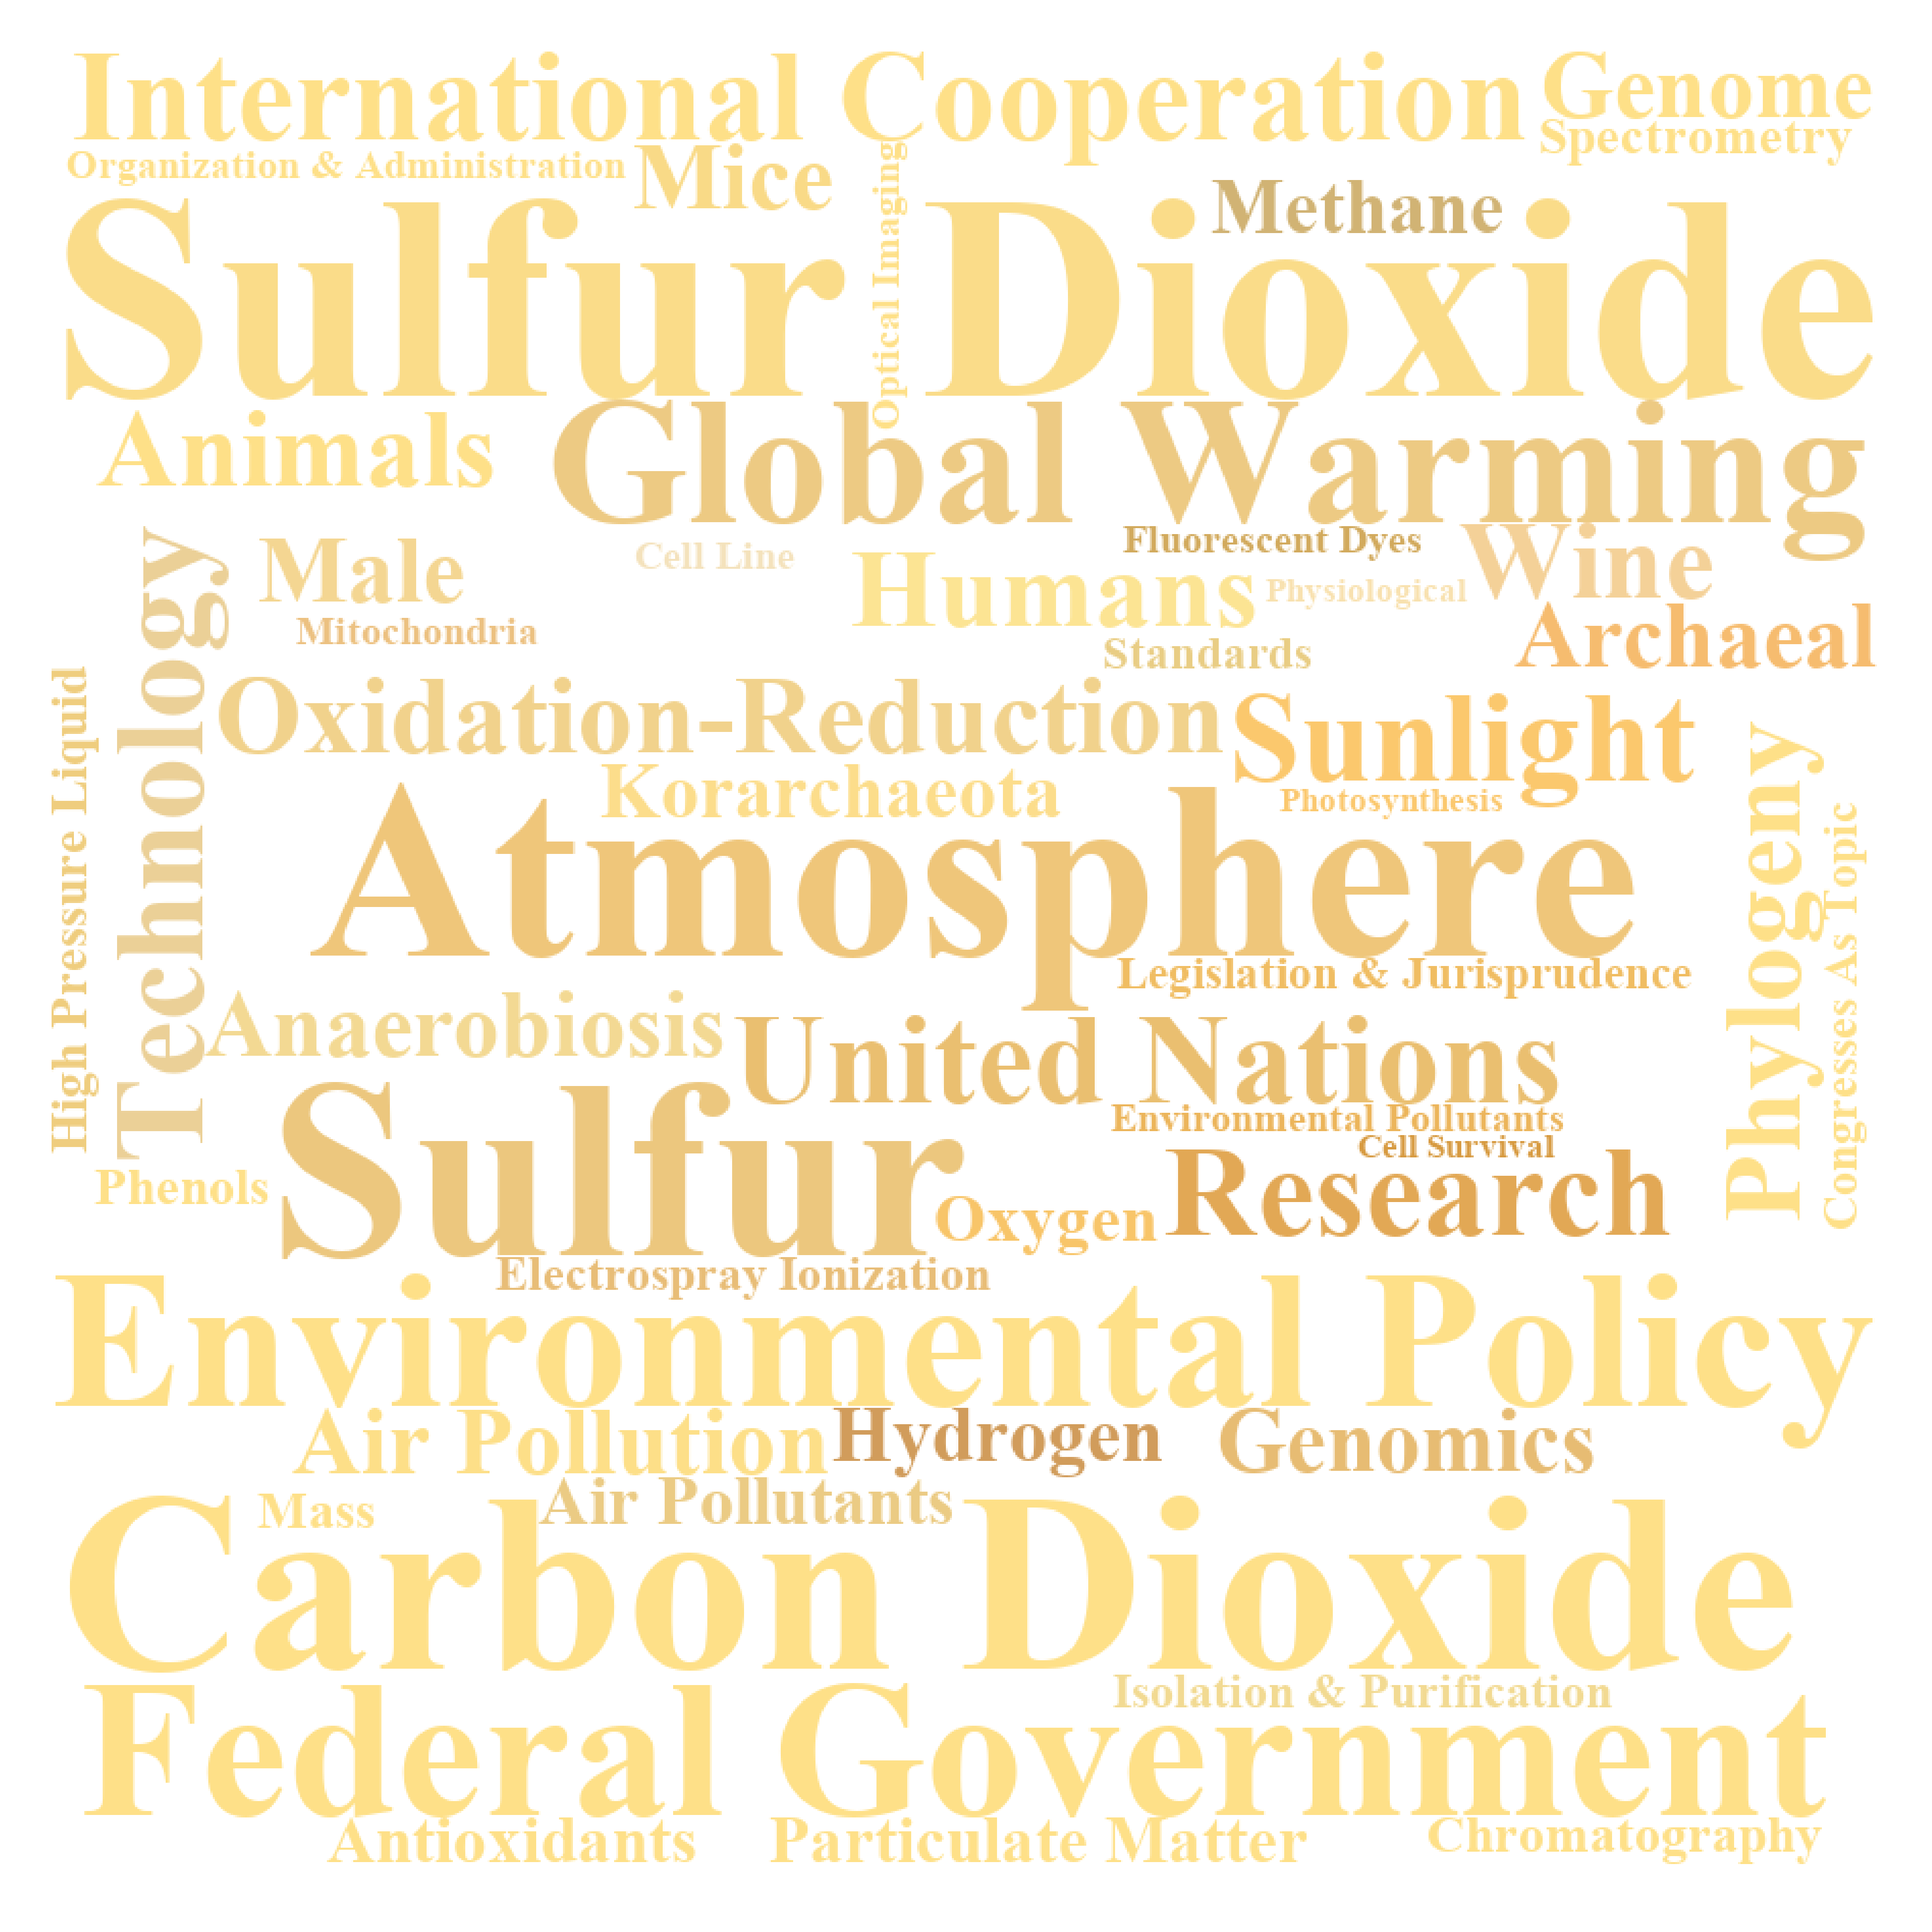 International Cooperation
Genome
Spectrometry
Organization & Administration
Mice
Optical Imaging
Methane
Sulfur Dioxide
Animals
Global Warming
Technology
Male
Cell Line
Humans
Fluorescent Dyes
Physiological
Wine
Mitochondria
Standards
Archaeal
High Pressure Liquid
Oxidation-Reduction
Sunlight
Korarchaeota
Photosynthesis
Phylogeny
Congresses As Topic
Atmosphere
Legislation & Jurisprudence
Anaerobiosis
United Nations
Environmental Pollutants
Cell Survival
Phenols
Sulfur
Oxygen
Research
Electrospray Ionization
Environmental Policy
Air Pollution
Hydrogen
Genomics
Mass
Air Pollutants
Carbon Dioxide
Isolation & Purification
Federal Government
Antioxidants
Particulate Matter
Chromatography